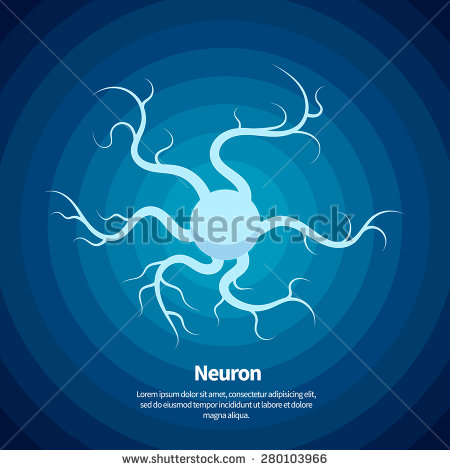 shutterstock
Neuron
Lorem ipsum dolor sit amet, consectetur adipisicing elit,
sed do eiusmod tempor incididunt ut labore et dolore
magna aliqua.
www.shutterstock.com · 280103966